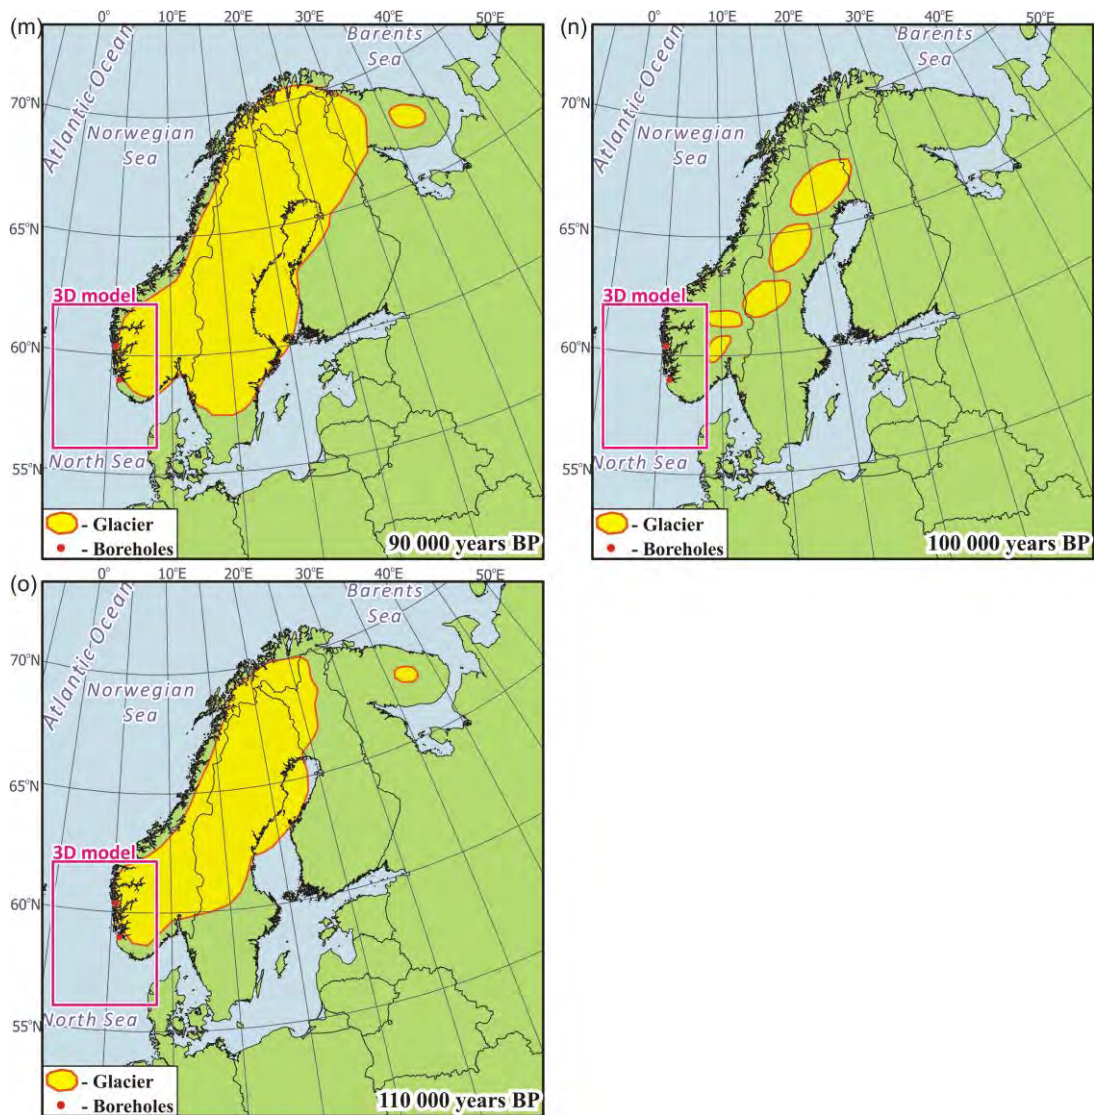 (m)
0°
10°E
20°E
30°E
40°E
50°E
Atlantic Ocean
Barents
Sea
70°N
Norwegian
Sea
65°N
3D model
60°N
North Sea
55°N
- Glacier
- Boreholes
90 000 years BP
(n)
0°
10°E
20°E
30°E
40°E
50°E
Atlantic Ocean
Barents
Sea
70°N
Norwegian
Sea
65°N
3D model
60°N
North Sea
55°N
- Glacier
- Boreholes
100 000 years BP
(o)
0°
10°E
20°E
30°E
40°E
50°E
Atlantic Ocean
Barents
Sea
70°N
Norwegian
Sea
65°N
3D model
60°N
North Sea
55°N
- Glacier
- Boreholes
110 000 years BP